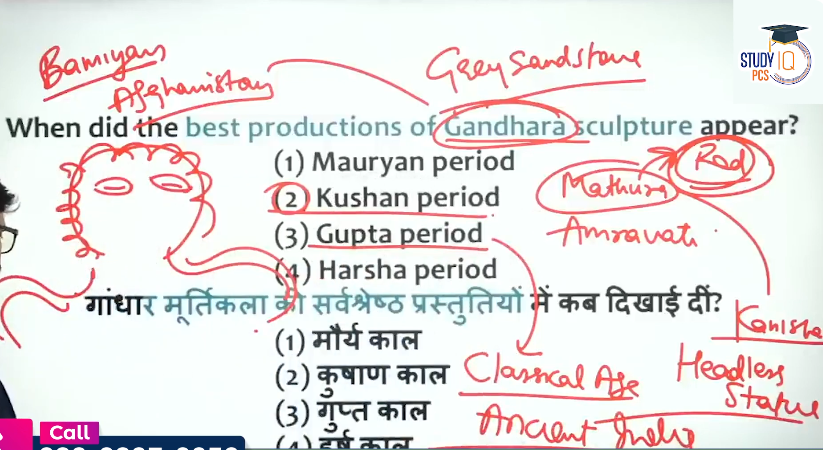 Bamiyan
Afghanistan
Grey sandstone
STUDY IQ
PCS
When did the best productions of Gandhara sculpture appear?
(1) Mauryan period
(2) Kushan period
(3) Gupta period
(4) Harsha period
Mathura
Red
Amravati
गांधार मूर्तिकला की सर्वश्रेष्ठ प्रस्तुतियों में कब दिखाई दीं?
(1) मौर्य काल
(2) कुषाण काल
(3) गुप्त काल
(4) हर्ष काल
Kanishka
Headless
Statue
Classical Age
Ancient India
Call